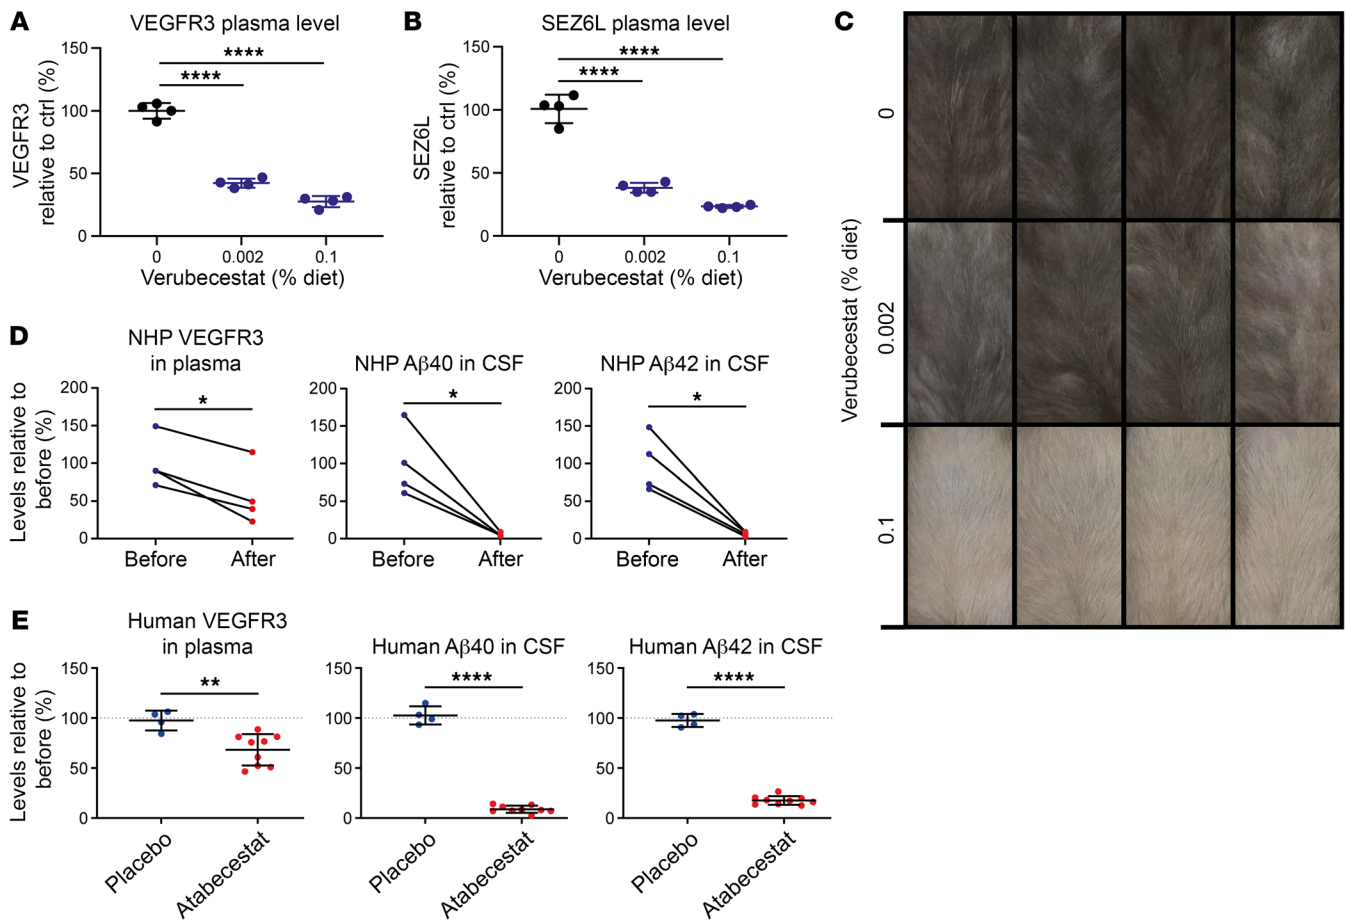 A
VEGFR3 plasma level
VEGFR3
relative to ctrl (%)
150
100
50
0
****
****
0
0.002
0.1
Verubecestat (% diet)
B
SEZ6L plasma level
SEZ6L
relative to ctrl (%)
150
100
50
0
****
****
0
0.002
0.1
Verubecestat (% diet)
C
Verubecestat (% diet)
0
0.002
0.1
D
NHP VEGFR3
in plasma
Levels relative to
before (%)
200
150
100
50
0
*
Before
After
NHP Aβ40 in CSF
200
150
100
50
0
*
Before
After
NHP Aβ42 in CSF
200
150
100
50
0
*
Before
After
E
Human VEGFR3
in plasma
Levels relative to
before (%)
150
100
50
0
**
Placebo
Atabecestat
Human Aβ40 in CSF
150
100
50
0
****
Placebo
Atabecestat
Human Aβ42 in CSF
150
100
50
0
****
Placebo
Atabecestat